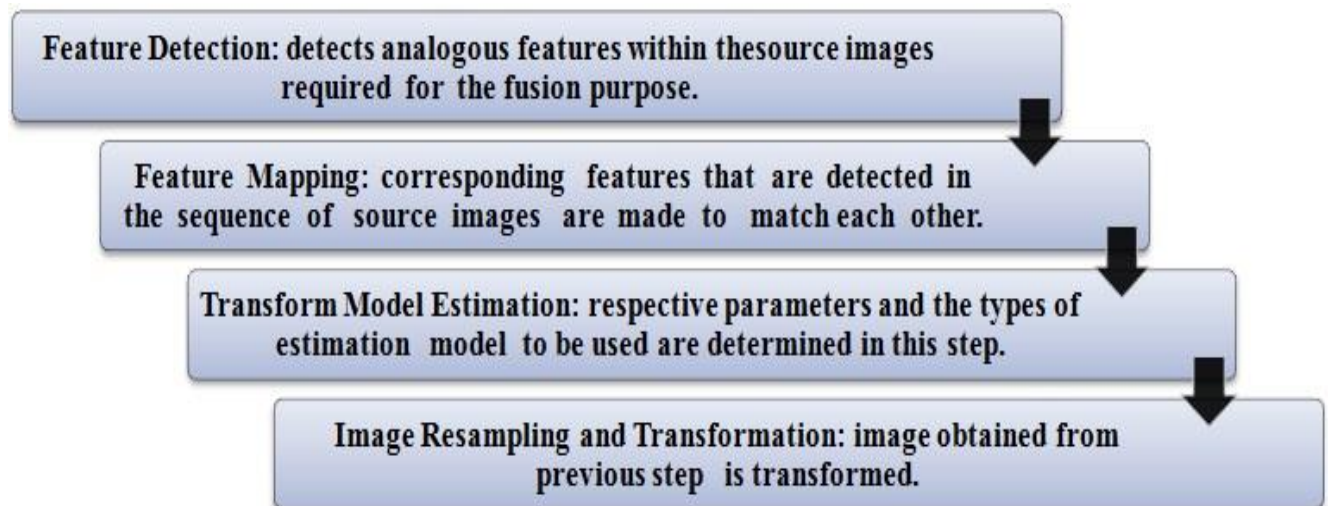 Feature Detection: detects analogous features within thesource images
required for the fusion purpose.
Feature Mapping: corresponding features that are detected in
the sequence of source images are made to match each other.
Transform Model Estimation: respective parameters and the types of
estimation model to be used are determined in this step.
Image Resampling and Transformation: image obtained from
previous step is transformed.